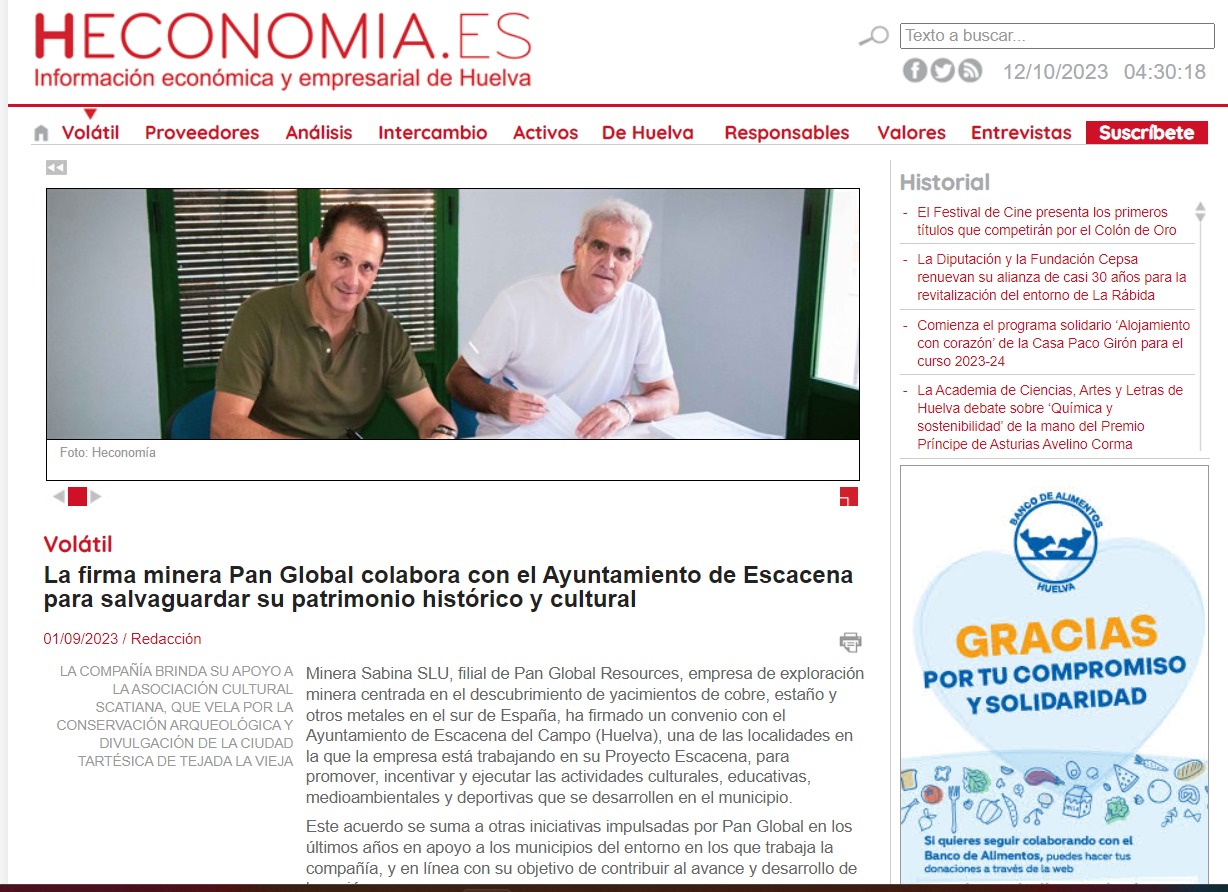 HECONOMIA.ES
Información económica y empresarial de Huelva
Texto a buscar...
12/10/2023 04:30:18
Volátil Proveedores Análisis Intercambio Activos De Huelva Responsables Valores Entrevistas Suscríbete
Foto: Heconomía
Volátil
La firma minera Pan Global colabora con el Ayuntamiento de Escacena
para salvaguardar su patrimonio histórico y cultural
01/09/2023 / Redacción
LA COMPAÑÍA BRINDA SU APOYO A
LA ASOCIACIÓN CULTURAL
SCATIANA, QUE VELA POR LA
CONSERVACIÓN ARQUEOLÓGICA Y
DIVULGACIÓN DE LA CIUDAD
TARTÉSICA DE TEJADA LA VIEJA
Minera Sabina SLU, filial de Pan Global Resources, empresa de exploración
minera centrada en el descubrimiento de yacimientos de cobre, estaño y
otros metales en el sur de España, ha firmado un convenio con el
Ayuntamiento de Escacena del Campo (Huelva), una de las localidades en
la que la empresa está trabajando en su Proyecto Escacena, para
promover, incentivar y ejecutar las actividades culturales, educativas,
medioambientales y deportivas que se desarrollen en el municipio.
Este acuerdo se suma a otras iniciativas impulsadas por Pan Global en los
últimos años en apoyo a los municipios del entorno en los que trabaja la
compañía, y en línea con su objetivo de contribuir al avance y desarrollo de
Historial
- El Festival de Cine presenta los primeros
títulos que competirán por el Colón de Oro
- La Diputación y la Fundación Cepsa
renuevan su alianza de casi 30 años para la
revitalización del entorno de La Rábida
- Comienza el programa solidario ‘Alojamiento
con corazón’ de la Casa Paco Girón para el
curso 2023-24
- La Academia de Ciencias, Artes y Letras de
Huelva debate sobre ‘Química y
sostenibilidad’ de la mano del Premio
Príncipe de Asturias Avelino Corma
BANCO DE ALIMENTOS
HUELVA
GRACIAS
POR TU COMPROMISO
Y SOLIDARIDAD
Si quieres seguir colaborando con el
Banco de Alimentos, puedes hacer tus
donaciones a través de la web